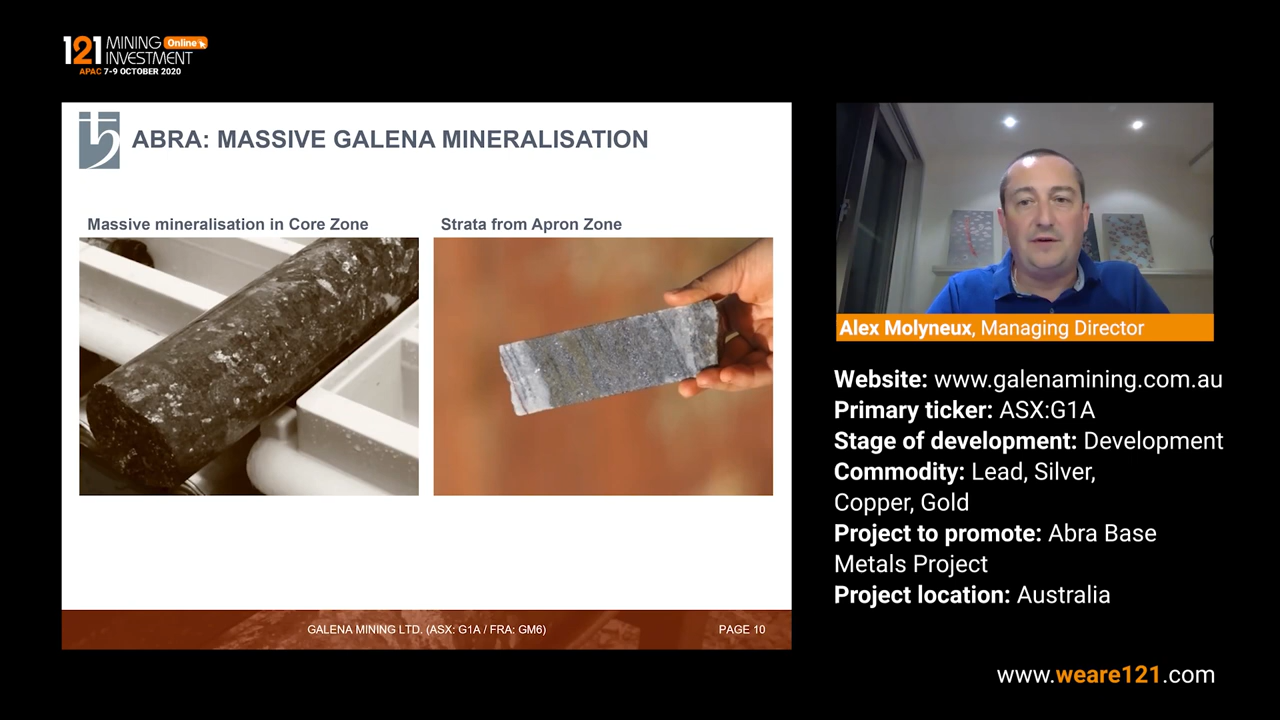 121 MINING Online
INVESTMENT
APAC 7-9 OCTOBER 2020
ABRA: MASSIVE GALENA MINERALISATION
Massive mineralisation in Core Zone
Strata from Apron Zone
GALENA MINING LTD. (ASX: G1A / FRA: GM6)
PAGE 10
Alex Molyneux, Managing Director
Website: www.galenamining.com.au
Primary ticker: ASX:G1A
Stage of development: Development
Commodity: Lead, Silver,
Copper, Gold
Project to promote: Abra Base
Metals Project
Project location: Australia
www.weare121.com